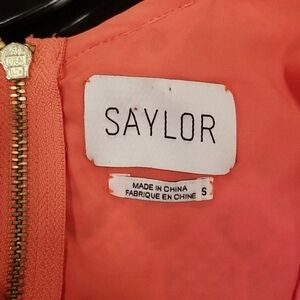 SAYLOR
MADE IN CHINA
FABRIQUE EN CHINE
S